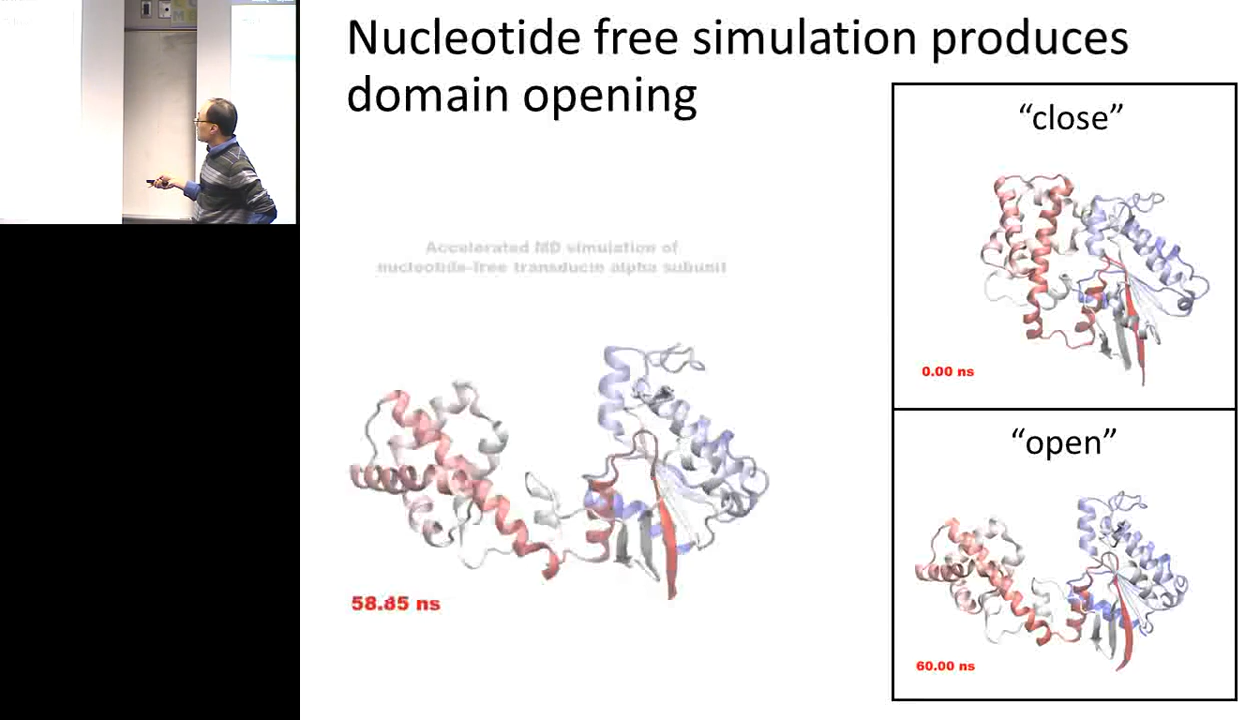 Nucleotide free simulation produces
domain opening
Accelerated MD simulation of
nucleotide-free transducin alpha subunit
58.85 ns
"close"
0.00 ns
"open"
60.00 ns